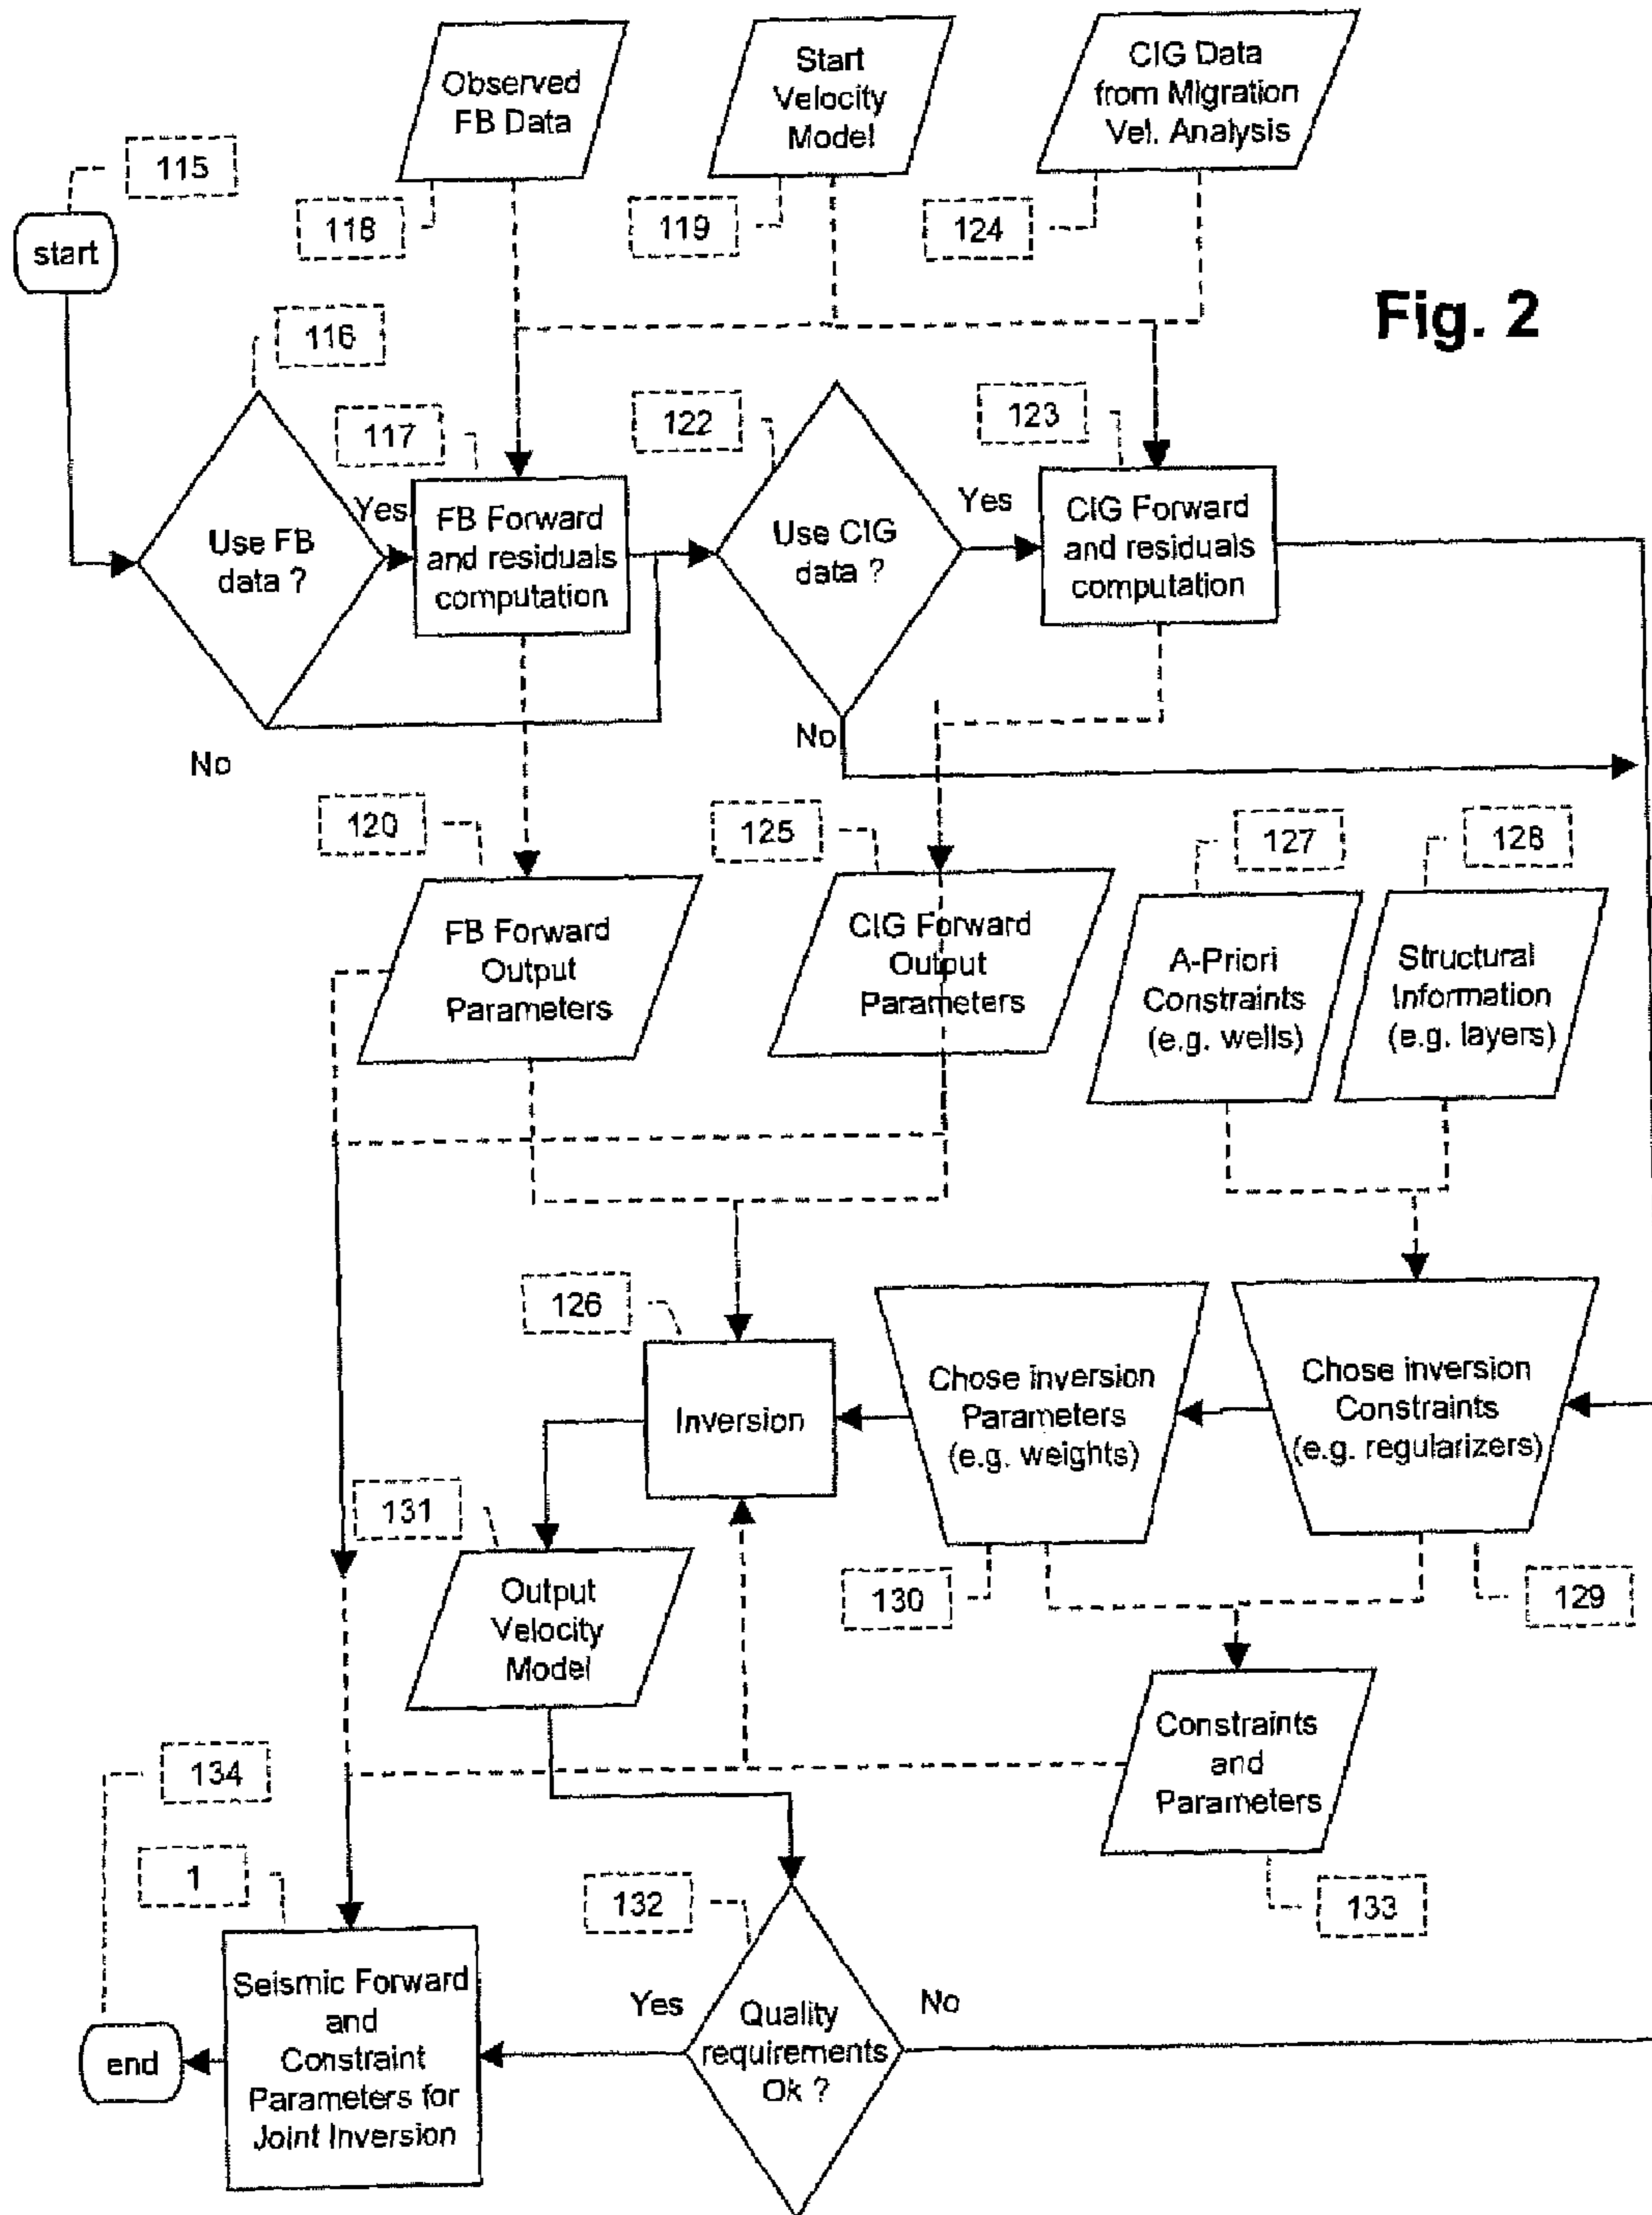 Observed
FB Data
Start
Velocity
Model
CIG Data
from Migration
Vel. Analysis
115
118
119
124
start
Fig. 2
116
117
122
123
Use FB
data ?
Yes
FB Forward
and residuals
computation
Use CIG
data ?
Yes
CIG Forward
and residuals
computation
No
No
120
125
127
128
FB Forward
Output
Parameters
CIG Forward
Output
Parameters
A-Priori
Constraints
(e.g. wells)
Structural
Information
(e.g. layers)
126
Inversion
Chose inversion
Parameters
(e.g. weights)
Chose inversion
Constraints
(e.g. regularizers)
131
130
129
Output
Velocity
Model
Constraints
and
Parameters
134
1
132
133
Seismic Forward
and
Constraint
Parameters for
Joint Inversion
end
Yes
Quality
requirements
Ok ?
No